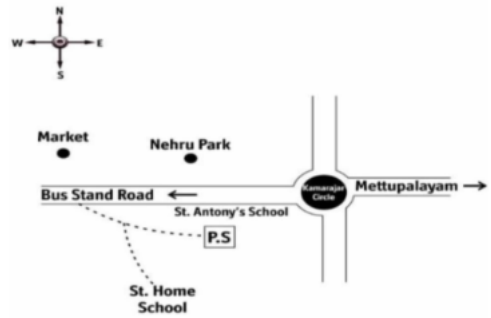 N
W E
S
Market
Nehru Park
Kamarajar
Circle
Mettupalayam
Bus Stand Road
St. Antony's School
P.S
St. Home
School